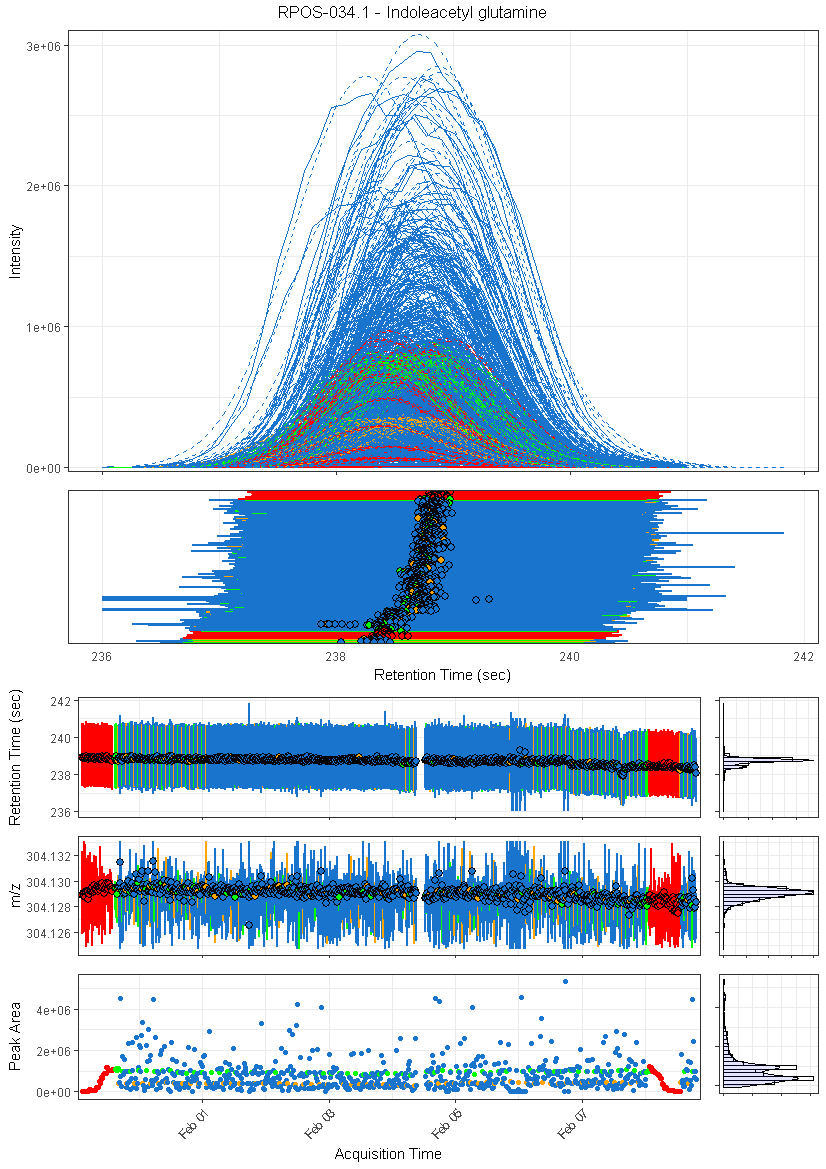 RPOS-034.1 - Indoleacetyl glutamine
3e+06
2e+06
1e+06
0e+00
Intensity
236
238
240
242
Retention Time (sec)
242
240
238
236
Retention Time (sec)
304.132
304.130
304.128
304.126
m/z
4e+06
2e+06
0e+00
Peak Area
Feb 01
Feb 03
Feb 05
Feb 07
Acquisition Time